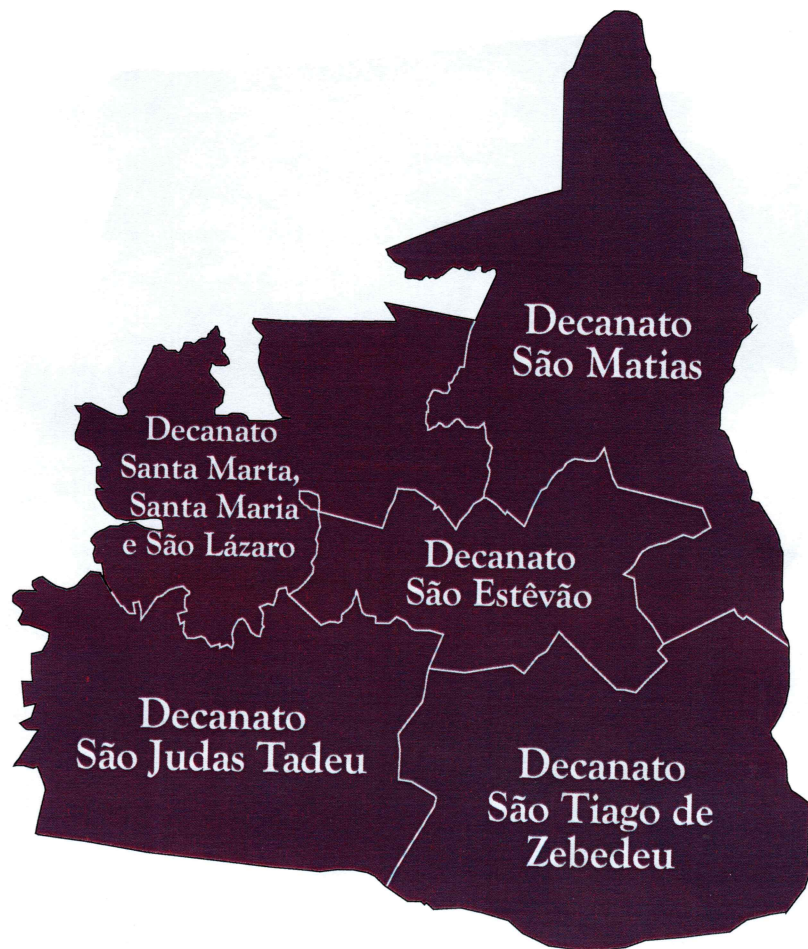 Decanato
São Matias
Decanato
Santa Marta,
Santa Maria
e São Lázaro
Decanato
São Estêvão
Decanato
São Judas Tadeu
Decanato
São Tiago de
Zebedeu